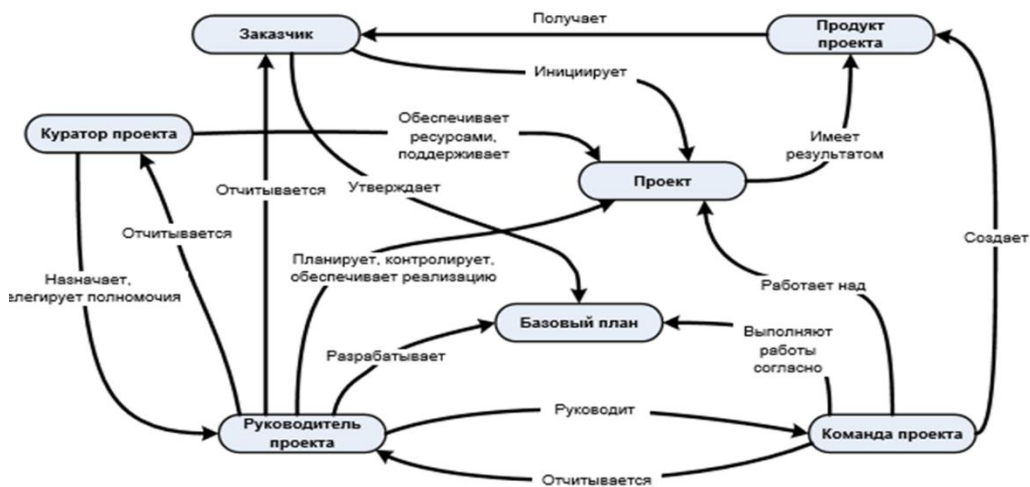 Получает
Заказчик
Продукт
проекта
Инициирует
Куратор проекта
Обеспечивает
ресурсами,
поддерживает
Имеет
результатом
Проект
Отчитывается
Утверждает
Отчитывается
Создает
Планирует, контролирует,
обеспечивает реализацию
Назначает,
елегирует полномочия
Работает над
Базовый план
Выполняют
работы
согласно
Разрабатывает
Руководит
Руководитель
проекта
Команда проекта
Отчитывается